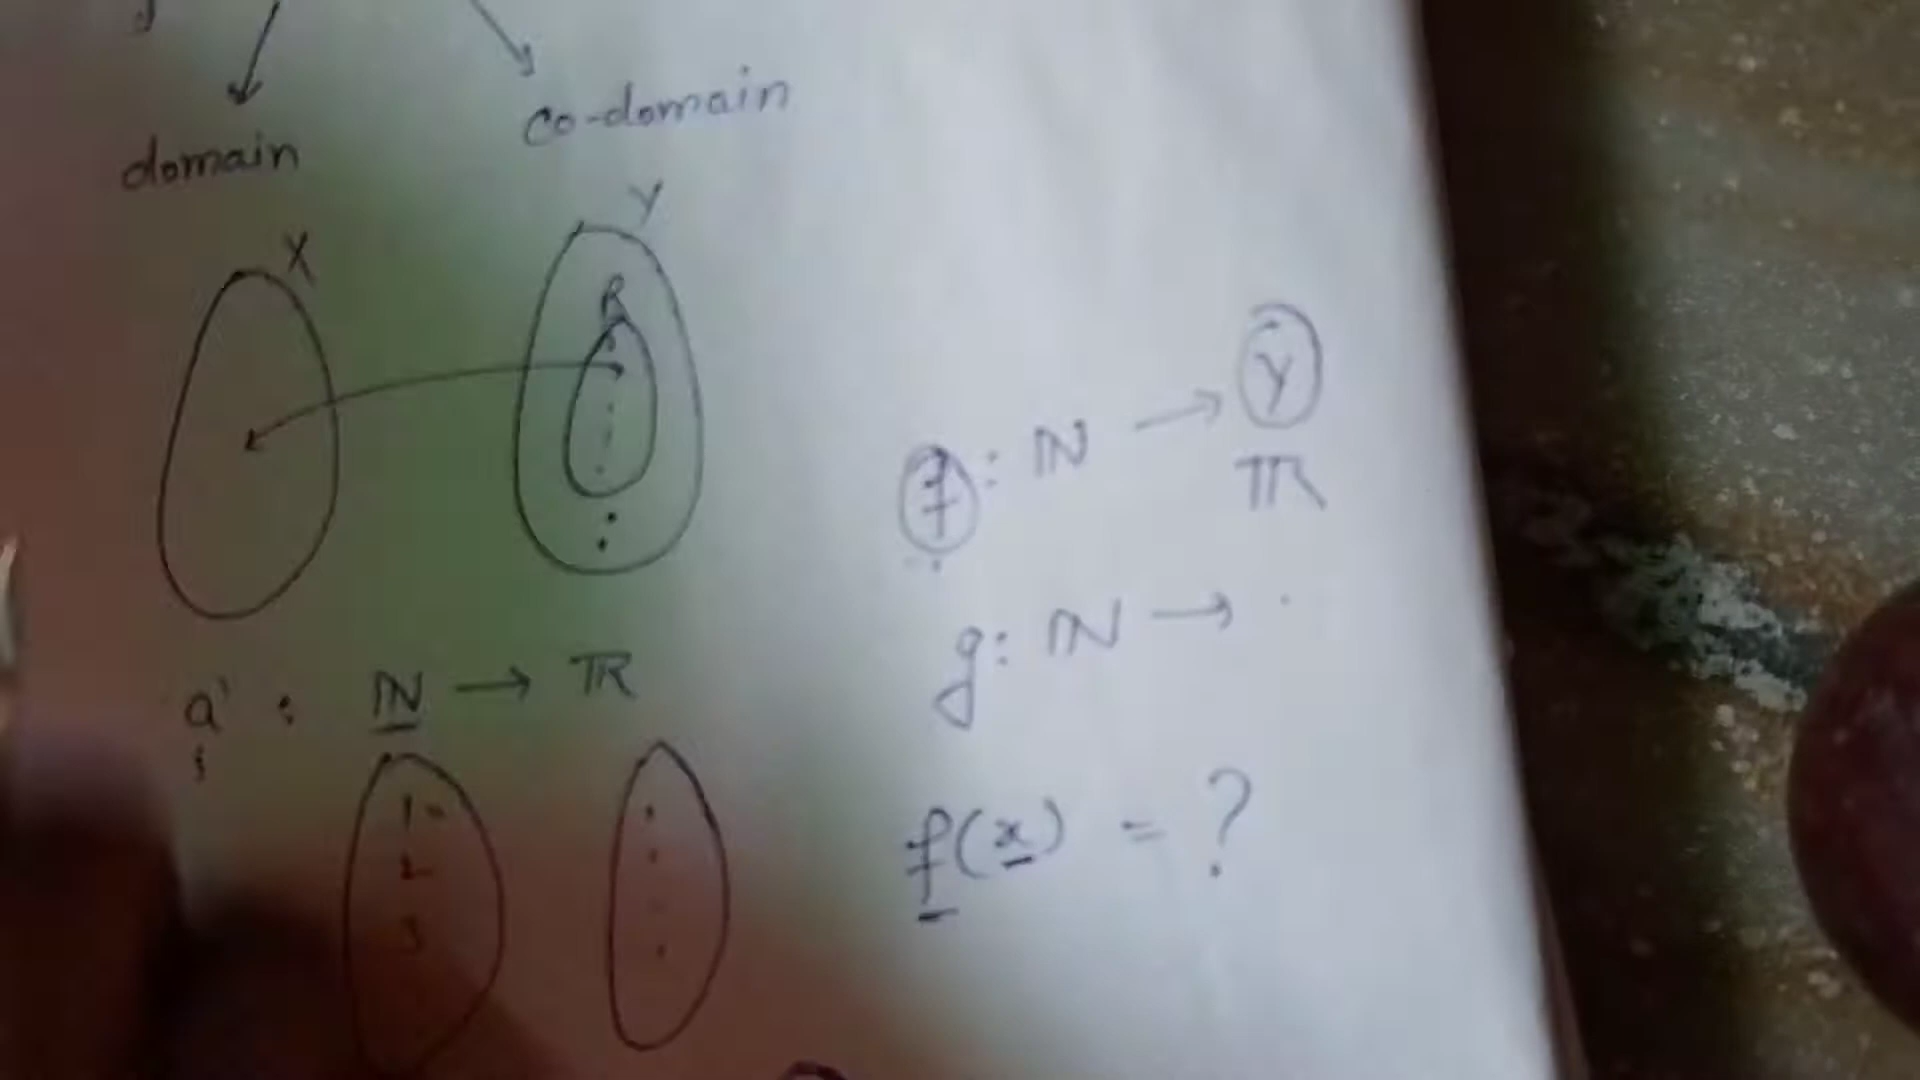 domain
co-domain
X
Y
R
a : ℕ → ℝ
1
2
3
f : ℕ → Y
ℝ
g : ℕ →
f(x) = ?